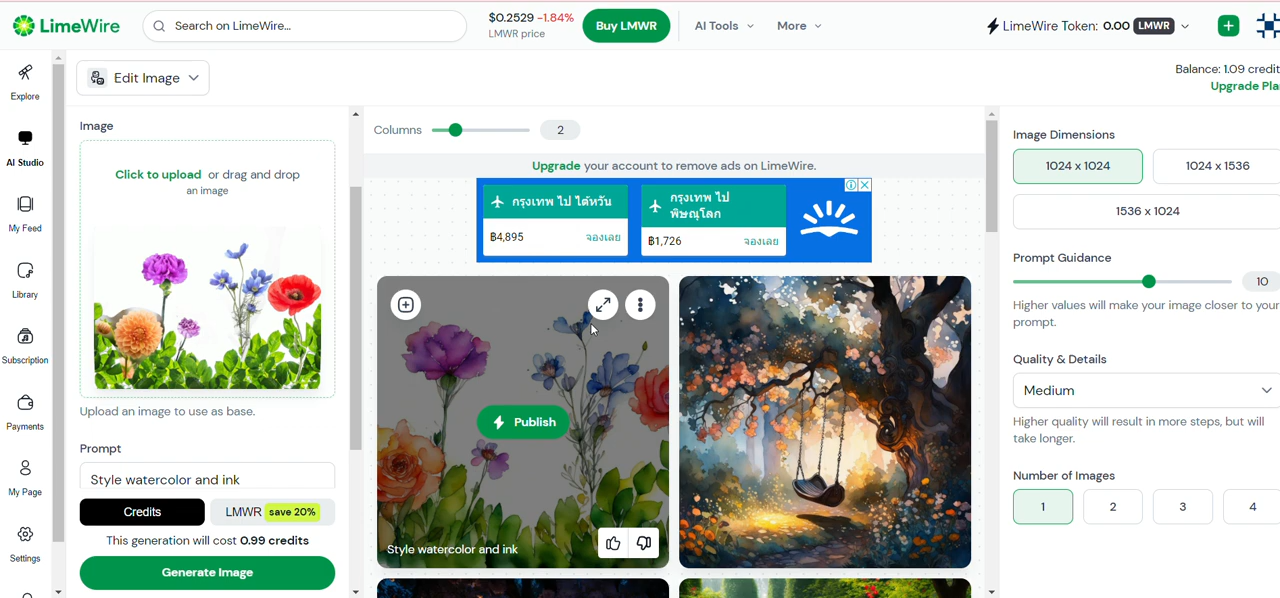 LimeWire
Search on LimeWire...
$0.2529 -1.84%
LMWR price
Buy LMWR
AI Tools
More
LimeWire Token: 0.00 LMWR
Explore
AI Studio
My Feed
Library
Subscription
Payments
My Page
Settings
Edit Image
Balance: 1.09 credit
Upgrade Pla
Image
Click to upload or drag and drop
an image
Upload an image to use as base.
Prompt
Style watercolor and ink
Credits
LMWR save 20%
This generation will cost 0.99 credits
Generate Image
Columns
2
Upgrade your account to remove ads on LimeWire.
กรุงเทพ ไป ไต้หวัน
฿4,895
จองเลย
กรุงเทพ ไป
พิษณุโลก
฿1,726
จองเลย
Publish
Style watercolor and ink
Image Dimensions
1024 x 1024
1024 x 1536
1536 x 1024
Prompt Guidance
10
Higher values will make your image closer to your
prompt.
Quality & Details
Medium
Higher quality will result in more steps, but will
take longer.
Number of Images
1
2
3
4